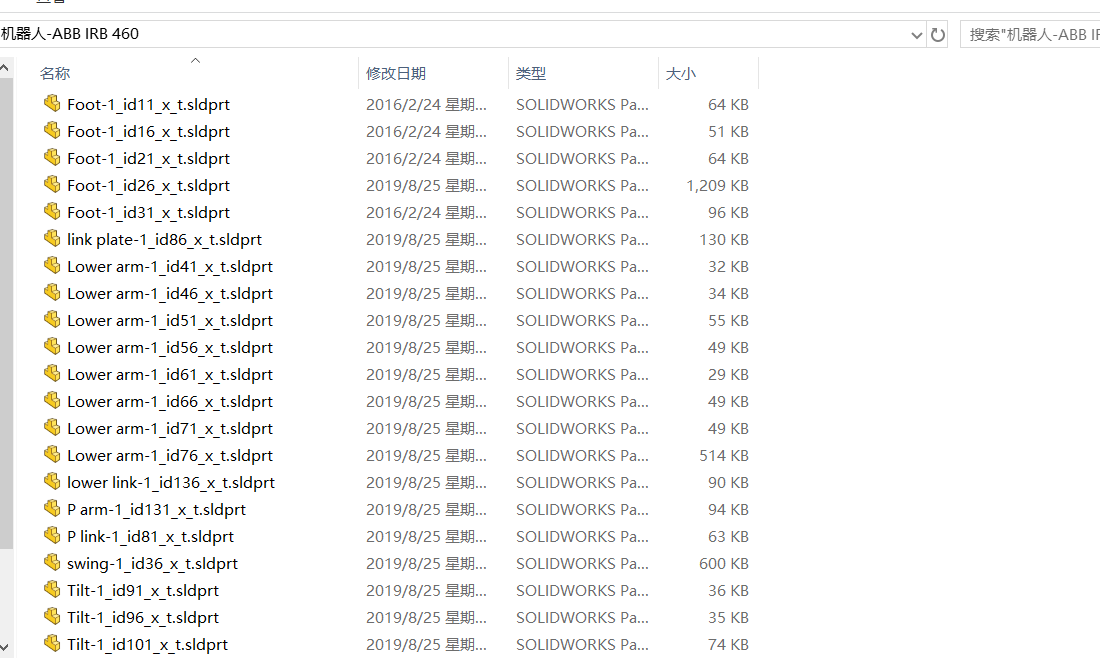 机器人-ABB IRB 460 搜索"机器人-ABB IF
名称 修改日期 类型 大小
Foot-1_id11_x_t.sldprt 2016/2/24 星期... SOLIDWORKS Pa... 64 KB
Foot-1_id16_x_t.sldprt 2016/2/24 星期... SOLIDWORKS Pa... 51 KB
Foot-1_id21_x_t.sldprt 2016/2/24 星期... SOLIDWORKS Pa... 64 KB
Foot-1_id26_x_t.sldprt 2019/8/25 星期... SOLIDWORKS Pa... 1,209 KB
Foot-1_id31_x_t.sldprt 2016/2/24 星期... SOLIDWORKS Pa... 96 KB
link plate-1_id86_x_t.sldprt 2019/8/25 星期... SOLIDWORKS Pa... 130 KB
Lower arm-1_id41_x_t.sldprt 2019/8/25 星期... SOLIDWORKS Pa... 32 KB
Lower arm-1_id46_x_t.sldprt 2019/8/25 星期... SOLIDWORKS Pa... 34 KB
Lower arm-1_id51_x_t.sldprt 2019/8/25 星期... SOLIDWORKS Pa... 55 KB
Lower arm-1_id56_x_t.sldprt 2019/8/25 星期... SOLIDWORKS Pa... 49 KB
Lower arm-1_id61_x_t.sldprt 2019/8/25 星期... SOLIDWORKS Pa... 29 KB
Lower arm-1_id66_x_t.sldprt 2019/8/25 星期... SOLIDWORKS Pa... 49 KB
Lower arm-1_id71_x_t.sldprt 2019/8/25 星期... SOLIDWORKS Pa... 49 KB
Lower arm-1_id76_x_t.sldprt 2019/8/25 星期... SOLIDWORKS Pa... 514 KB
lower link-1_id136_x_t.sldprt 2019/8/25 星期... SOLIDWORKS Pa... 90 KB
P arm-1_id131_x_t.sldprt 2019/8/25 星期... SOLIDWORKS Pa... 94 KB
P link-1_id81_x_t.sldprt 2019/8/25 星期... SOLIDWORKS Pa... 63 KB
swing-1_id36_x_t.sldprt 2019/8/25 星期... SOLIDWORKS Pa... 600 KB
Tilt-1_id91_x_t.sldprt 2019/8/25 星期... SOLIDWORKS Pa... 36 KB
Tilt-1_id96_x_t.sldprt 2019/8/25 星期... SOLIDWORKS Pa... 35 KB
Tilt-1_id101_x_t.sldprt 2019/8/25 星期... SOLIDWORKS Pa... 74 KB